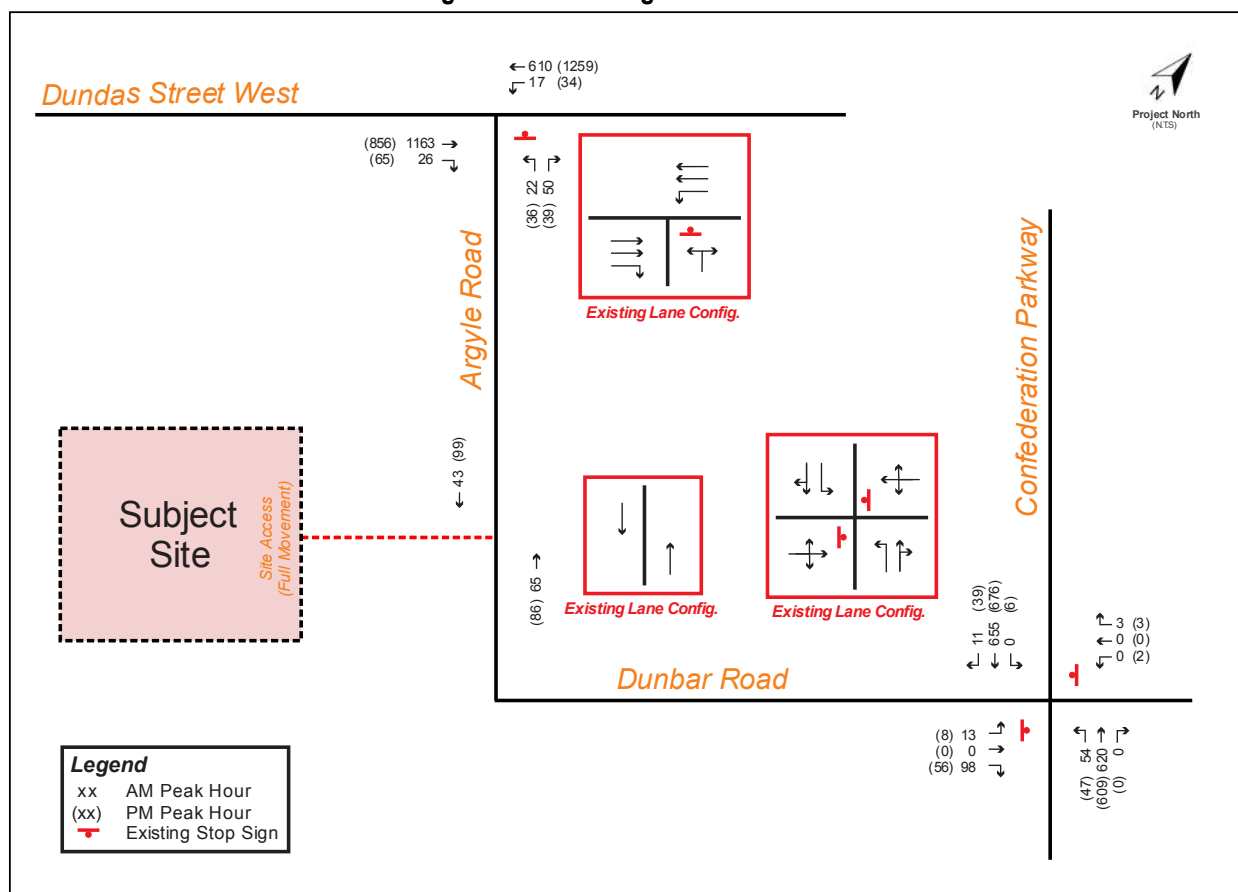 ←610 (1259)
17 (34)
Dundas Street West
N
Project North
(N.T.S)
(856) 1163 →
(65) 26
(36) 22
(39) 50
Existing Lane Config.
Argyle Road
Confederation Parkway
← 43 (99)
Subject
Site
Site Access
(Full Movement)
(86) 65 →
Existing Lane Config.
Existing Lane Config.
11 (39)
655 (676)
0 (6)
3 (3)
0 (0)
0 (2)
Dunbar Road
(8) 13
(0) 0
(56) 98
(47) 54
(609) 620
(0) 0
Legend
xx AM Peak Hour
(xx) PM Peak Hour
Existing Stop Sign